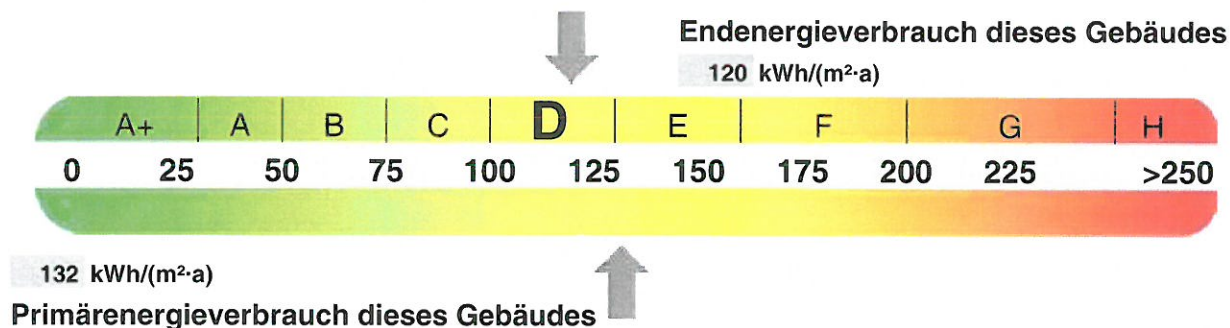 Endenergieverbrauch dieses Gebäudes
120 kWh/(m²·a)
A+ A B C D E F G H
0 25 50 75 100 125 150 175 200 225 >250
132 kWh/(m²·a)
Primärenergieverbrauch dieses Gebäudes